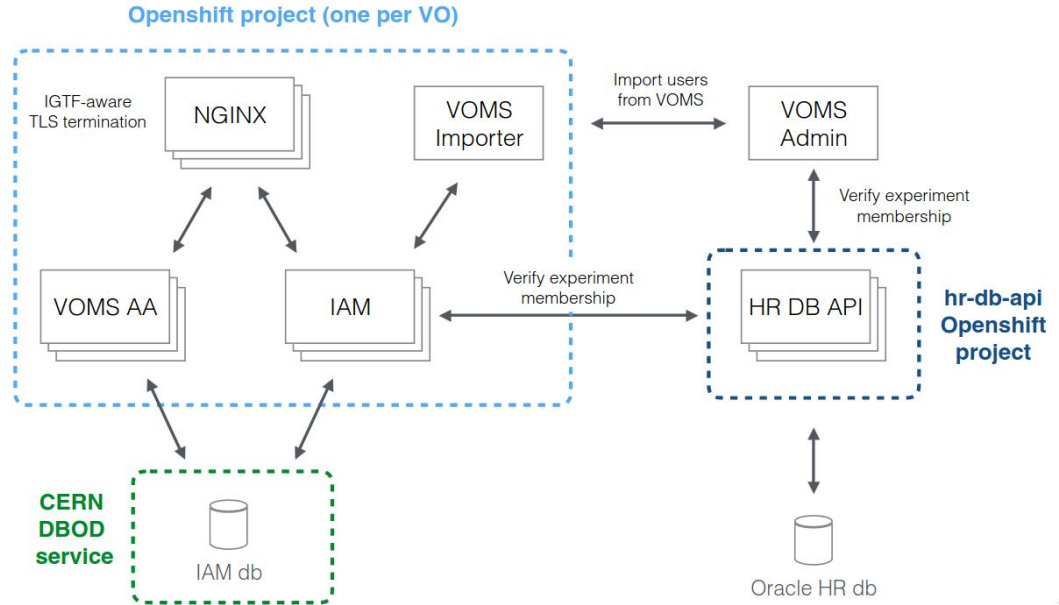 Openshift project (one per VO)
IGTF-aware
TLS termination
NGINX
VOMS
Importer
Import users
from VOMS
VOMS
Admin
Verify experiment
membership
VOMS AA
IAM
Verify experiment
membership
HR DB API
hr-db-api
Openshift
project
CERN
DBOD
service
IAM db
Oracle HR db